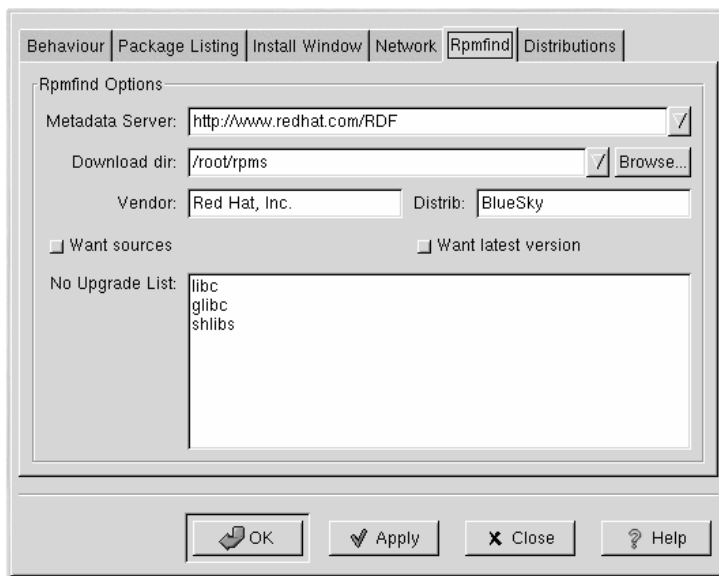 Behaviour Package Listing Install Window Network Rpmfind Distributions
Rpmfind Options
Metadata Server: http://www.redhat.com/RDF
Download dir: /root/rpms Browse...
Vendor: Red Hat, Inc. Distrib: BlueSky
Want sources Want latest version
No Upgrade List: libc
glibc
shlibs
OK Apply Close Help